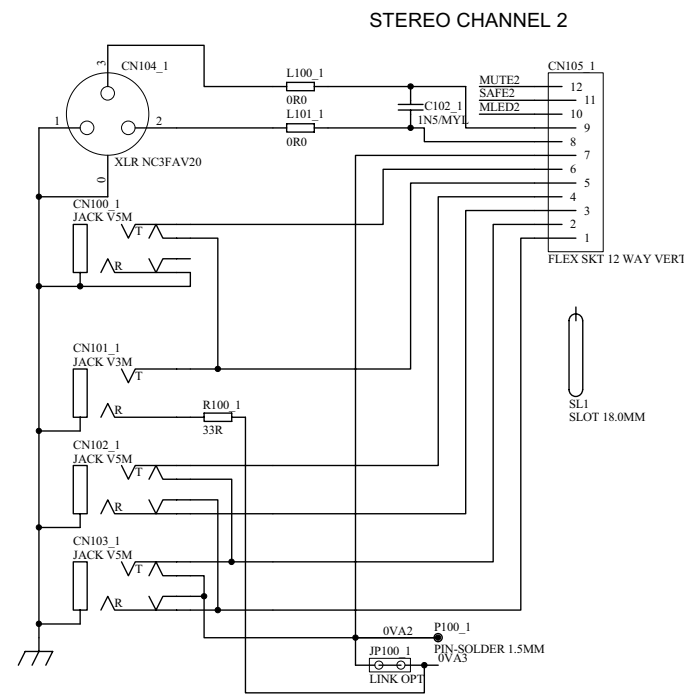 STEREO CHANNEL 2
3
CN104_1
1
2
XLR NC3FAV20
0
L100_1
0R0
L101_1
0R0
C102_1
1N5/MYL
CN105_1
MUTE2
12
SAFE2
11
MLED2
10
9
8
7
6
5
4
3
2
1
FLEX SKT 12 WAY VERT
CN100_1
JACK V5M
T
R
CN101_1
JACK V3M
T
R
R100_1
33R
SL1
SLOT 18.0MM
CN102_1
JACK V5M
T
R
CN103_1
JACK V5M
T
R
0VA2
P100_1
PIN-SOLDER 1.5MM
JP100_1
0VA3
LINK OPT